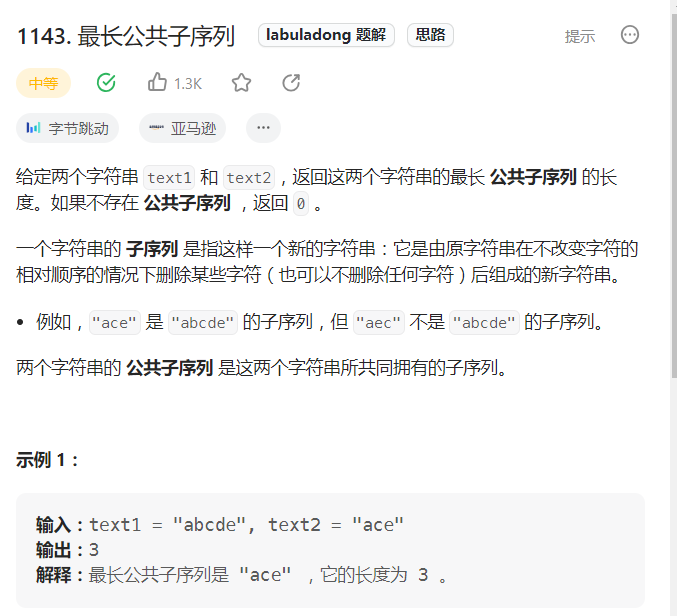 1143. 最长公共子序列 labuladong 题解 思路 提示
中等 1.3K
字节跳动 亚马逊 ···
给定两个字符串 text1 和 text2，返回这两个字符串的最长 公共子序列 的长
度。如果不存在 公共子序列 ，返回 0 。
一个字符串的 子序列 是指这样一个新的字符串：它是由原字符串在不改变字符的
相对顺序的情况下删除某些字符（也可以不删除任何字符）后组成的新字符串。
• 例如，"ace" 是 "abcde" 的子序列，但 "aec" 不是 "abcde" 的子序列。
两个字符串的 公共子序列 是这两个字符串所共同拥有的子序列。
示例 1：
输入：text1 = "abcde", text2 = "ace"
输出：3
解释：最长公共子序列是 "ace" ，它的长度为 3 。